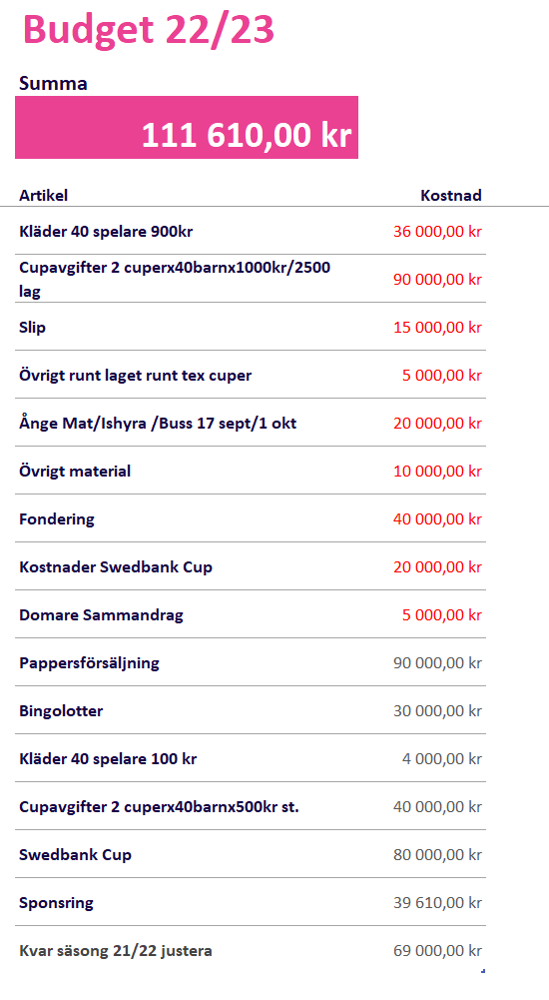 Budget 22/23
Summa
111 610,00 kr
Artikel Kostnad
Kläder 40 spelare 900kr 36 000,00 kr
Cupavgifter 2 cuperx40barnx1000kr/2500
lag 90 000,00 kr
Slip 15 000,00 kr
Övrigt runt laget runt tex cuper 5 000,00 kr
Ånge Mat/Ishyra /Buss 17 sept/1 okt 20 000,00 kr
Övrigt material 10 000,00 kr
Fondering 40 000,00 kr
Kostnader Swedbank Cup 20 000,00 kr
Domare Sammandrag 5 000,00 kr
Pappersförsäljning 90 000,00 kr
Bingolotter 30 000,00 kr
Kläder 40 spelare 100 kr 4 000,00 kr
Cupavgifter 2 cuperx40barnx500kr st. 40 000,00 kr
Swedbank Cup 80 000,00 kr
Sponsring 39 610,00 kr
Kvar säsong 21/22 justera 69 000,00 kr